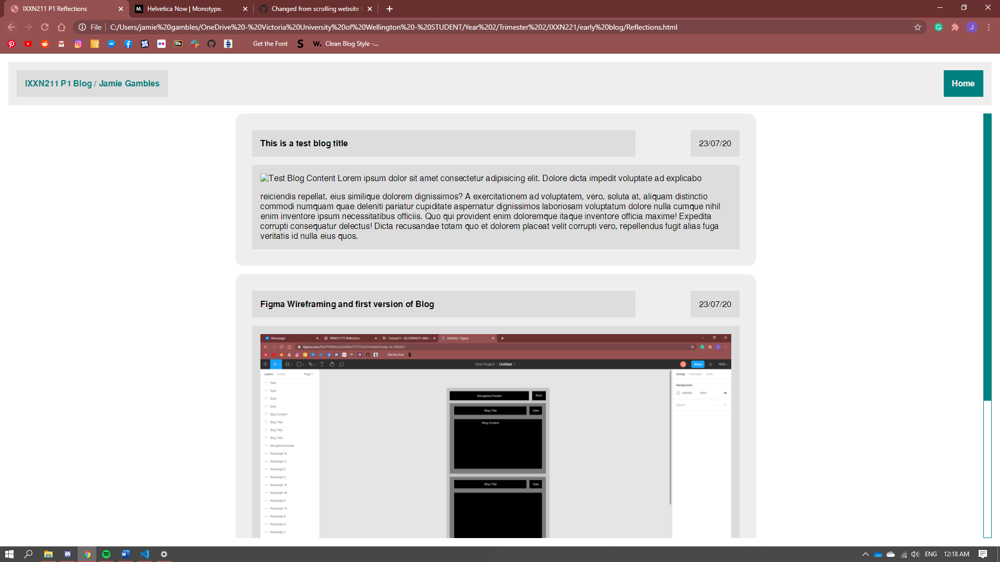 IXXN211 P1 Reflections
Helvetica Now | Monotype.
Changed from scrolling website
File
C:/Users/jamie%20gambles/OneDrive%20-%20Victoria%20University%20of%20Wellington%20-%20STUDENT/Year%202/Trimester%202/IXXN221/early%20blog/Reflections.html
J
Bb
Get the Font
S
W.
Clean Blog Style -...
IXXN211 P1 Blog / Jamie Gambles
Home
This is a test blog title
23/07/20
Test Blog Content Lorem ipsum dolor sit amet consectetur adipisicing elit. Dolore dicta impedit voluptate ad explicabo
reiciendis repellat, eius similique dolorem dignissimos? A exercitationem ad voluptatem, vero, soluta at, aliquam distinctio
commodi numquam quae deleniti pariatur cupiditate aspernatur dignissimos laboriosam voluptatum dolore nulla cumque nihil
enim inventore ipsum necessitatibus officiis. Quo qui provident enim doloremque itaque inventore officia maxime! Expedita
corrupti consequatur delectus! Dicta recusandae totam quo et dolorem placeat velit corrupti vero, repellendus fugit alias fuga
veritatis id nulla eius quos.
Figma Wireframing and first version of Blog
23/07/20
Messenger
IXXN211 P1 Reflections
Tutorial 3 – 20.2.IXXN221: Web
Untitled – Figma
Get the Font
S
First Project / Untitled
Share
100%
Layers
Assets
Page 1
Design
Prototype
Code
Background
E5E5E5
100%
Export
Date
Date
Back
Date
Blog Content
Blog Title
Blog Title
Blog Title
Navigation/Header
Rectangle 15
Rectangle 11
Rectangle 5
Rectangle 3
Rectangle 14
Rectangle 18
Rectangle 6
Rectangle 13
Rectangle 9
Rectangle 4
Rectangle 2
Navigation/Header
Back
Blog Title
Date
Blog Content
Blog Title
Date
ENG
12:18 AM